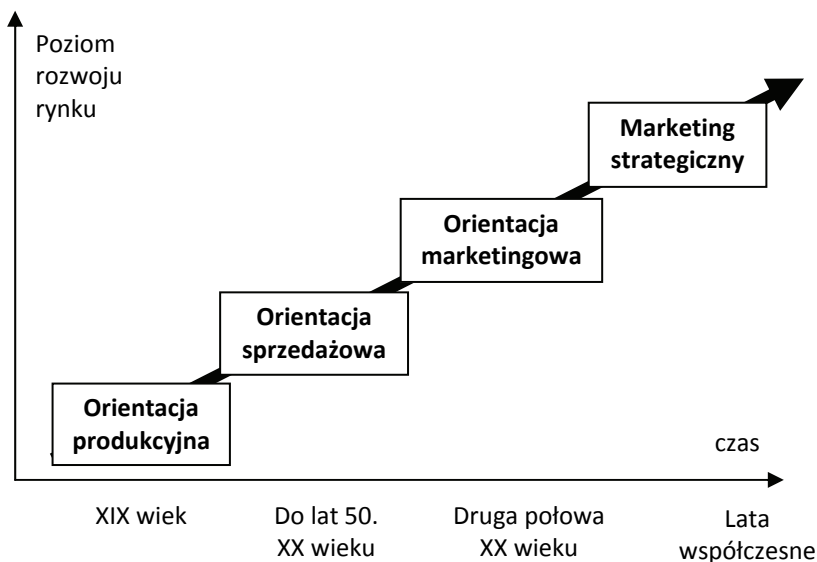 Poziom
rozwoju
rynku
Marketing
strategiczny
Orientacja
marketingowa
Orientacja
sprzedażowa
Orientacja
produkcyjna
czas
XIX wiek
Do lat 50.
XX wieku
Druga połowa
XX wieku
Lata
współczesne